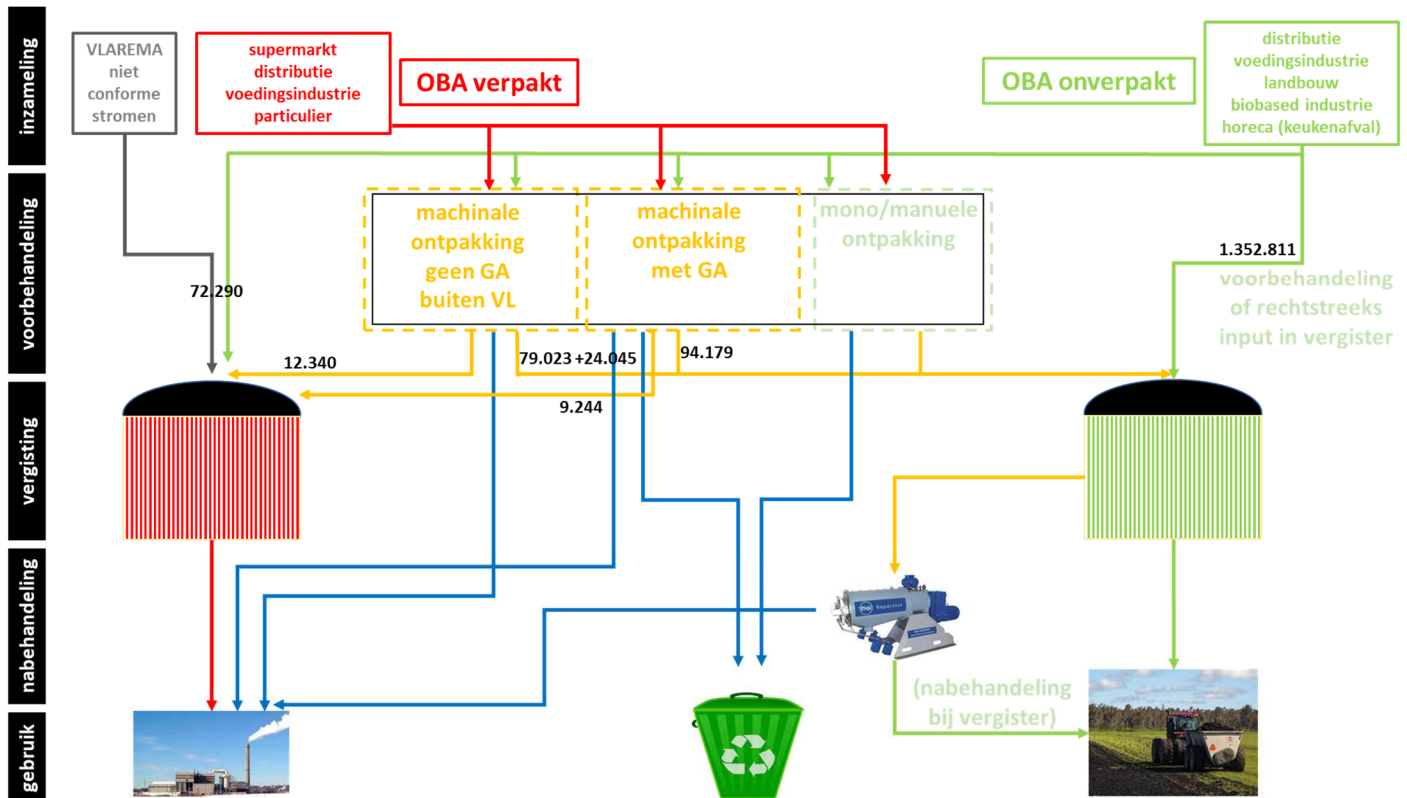 inzameling
VLAREMA
niet
conforme
stromen
supermarkt
distributie
voedingsindustrie
particulier
OBA verpakt
OBA onverpakt
distributie
voedingsindustrie
landbouw
biobased industrie
horeca (keukenafval)
voorbehandeling
machinale
ontpakking
geen GA
buiten VL
machinale
ontpakking
met GA
mono/manuele
ontpakking
1.352.811
voorbehandeling
of rechtstreeks
input in vergister
72.290
12.340
79.023 +24.045
94.179
9.244
vergisting
nabehandeling
Separator
(nabehandeling
bij vergister)
gebruik